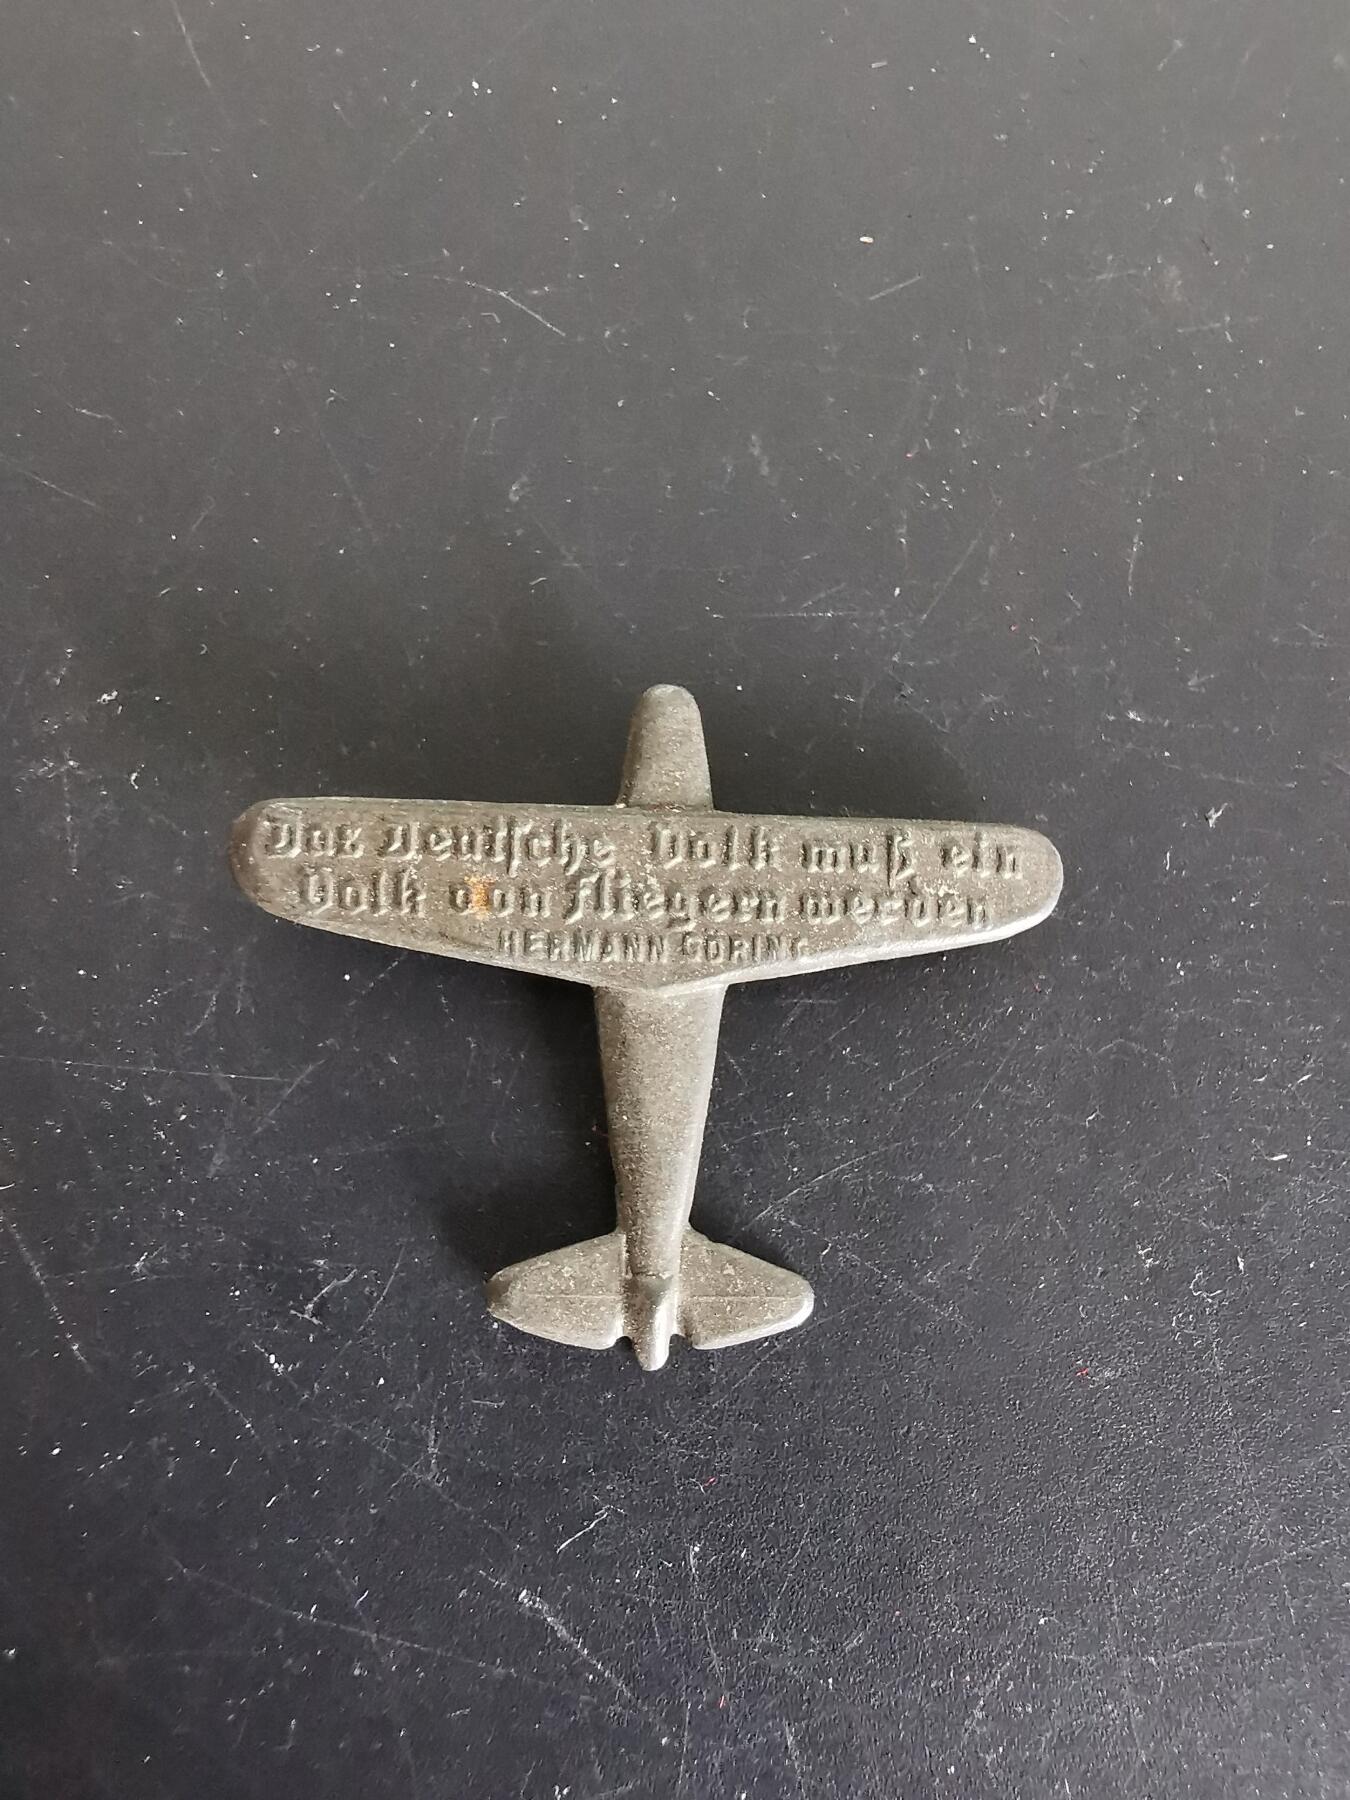 Das Deutsche Volk muß ein
Volk von Fliegern werden
HERMANN GÖRING